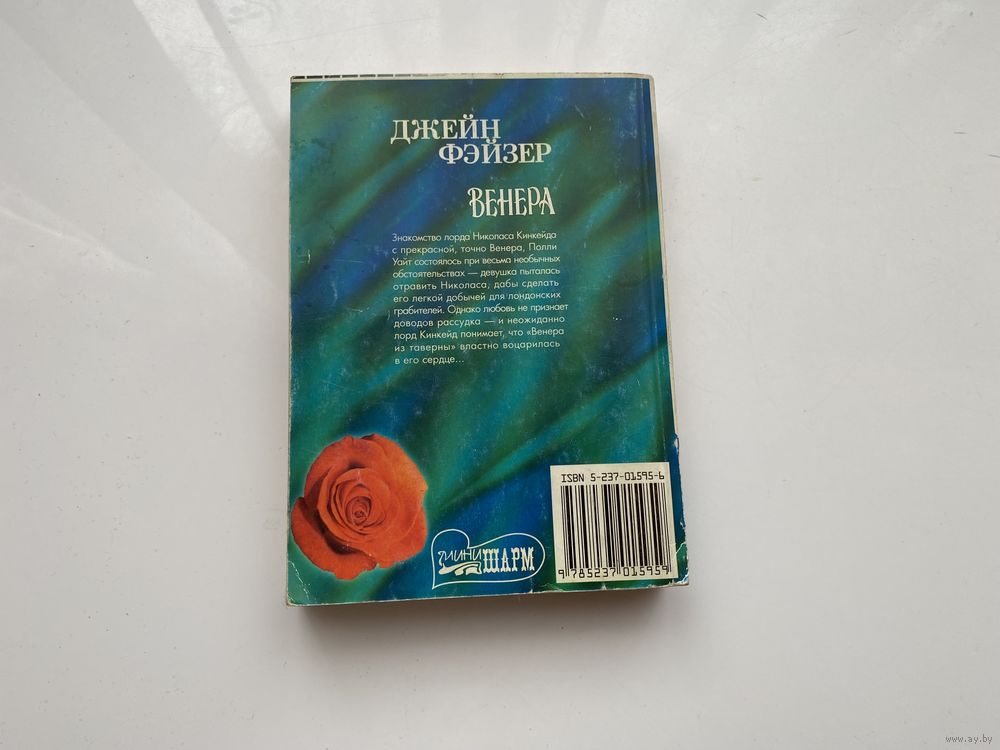 ДЖЕЙН
ФЭЙЗЕР
ВЕНЕРА
Знакомство лорда Николаса Кинкейда
с прекрасной, точно Венера, Полли
Уайт состоялось при весьма необычных
обстоятельствах — девушка пыталась
отравить Николаса, дабы сделать
его легкой добычей для лондонских
грабителей. Однако любовь не признает
доводов рассудка — и неожиданно
лорд Кинкейд понимает, что «Венера
из таверны» властно воцарилась
в его сердце...
ISBN 5-237-01595-6
9 785237 015959
мини
ШАРМ
www.ay.by